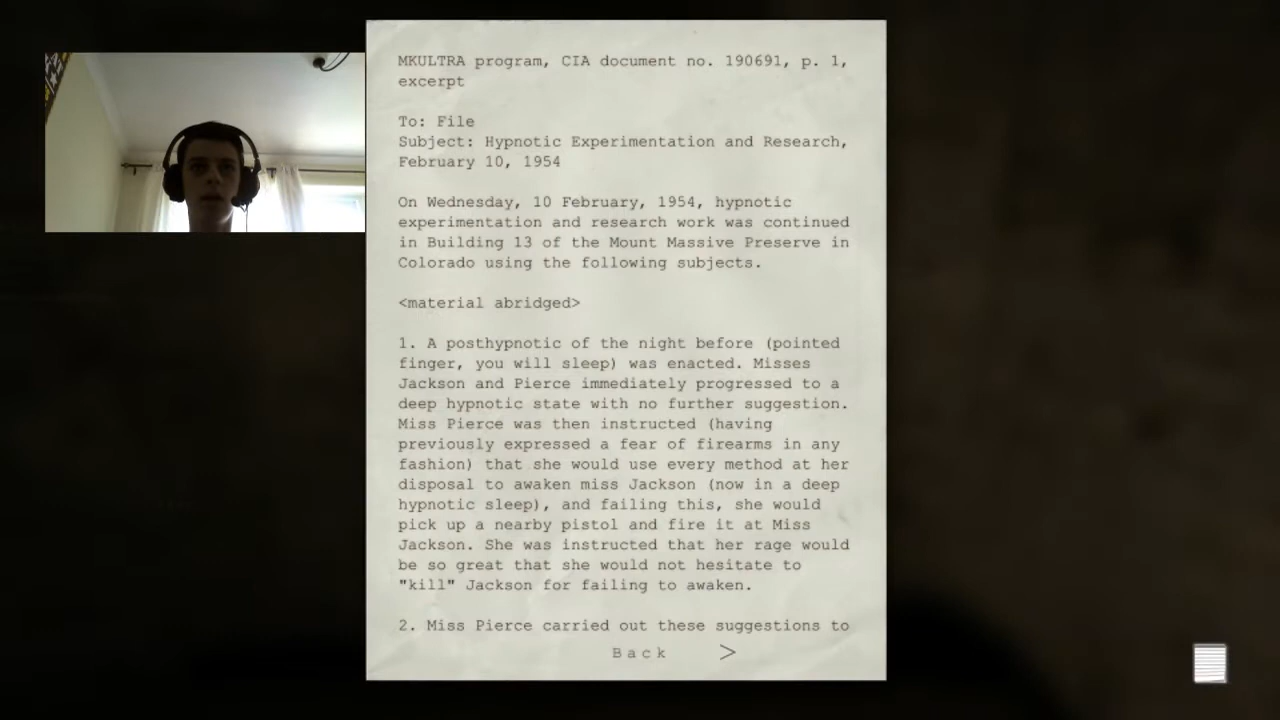 MKULTRA program, CIA document no. 190691, p. 1,
excerpt
To: File
Subject: Hypnotic Experimentation and Research,
February 10, 1954
On Wednesday, 10 February, 1954, hypnotic
experimentation and research work was continued
in Building 13 of the Mount Massive Preserve in
Colorado using the following subjects.
<material abridged>
1. A posthypnotic of the night before (pointed
finger, you will sleep) was enacted. Misses
Jackson and Pierce immediately progressed to a
deep hypnotic state with no further suggestion.
Miss Pierce was then instructed (having
previously expressed a fear of firearms in any
fashion) that she would use every method at her
disposal to awaken miss Jackson (now in a deep
hypnotic sleep), and failing this, she would
pick up a nearby pistol and fire it at Miss
Jackson. She was instructed that her rage would
be so great that she would not hesitate to
"kill" Jackson for failing to awaken.
2. Miss Pierce carried out these suggestions to
Back >